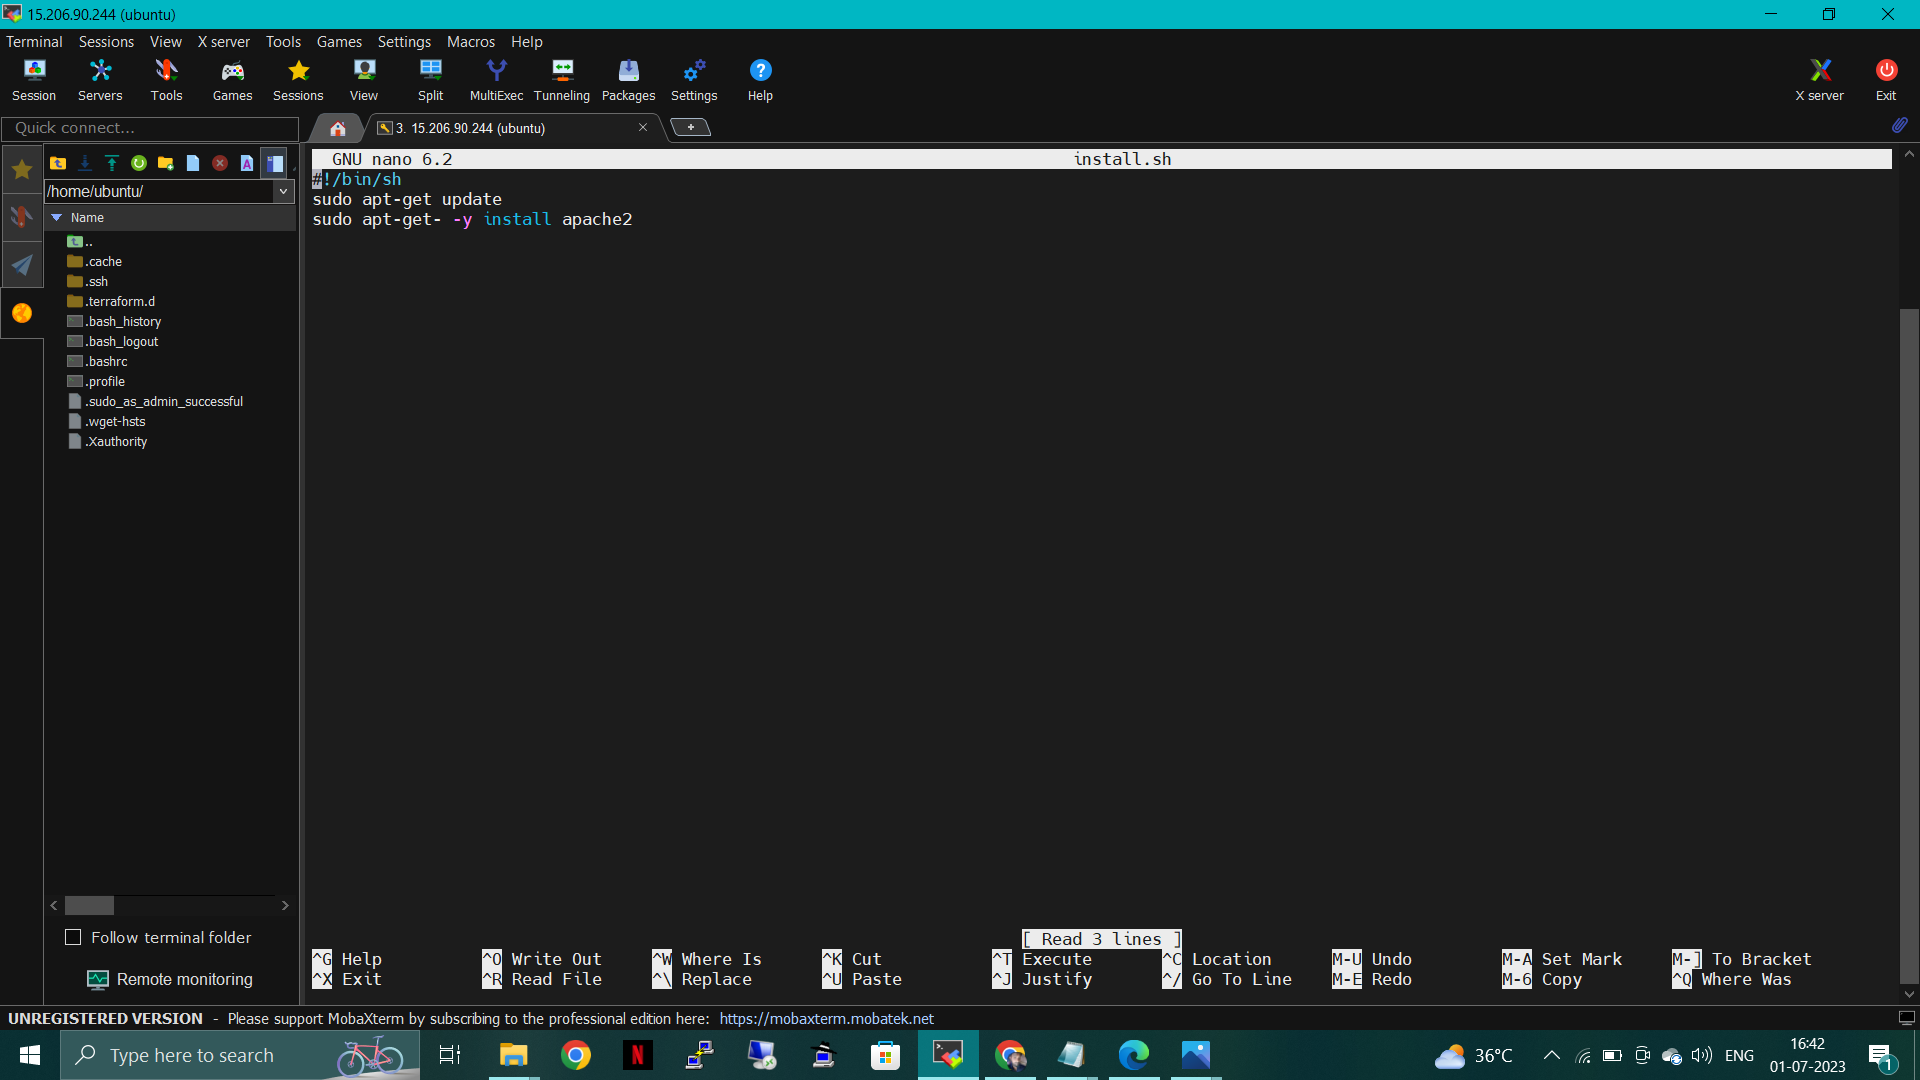 15.206.90.244 (ubuntu)
Terminal Sessions View X server Tools Games Settings Macros Help
Session Servers Tools Games Sessions View Split MultiExec Tunneling Packages Settings Help X server Exit
Quick connect...
3. 15.206.90.244 (ubuntu)
/home/ubuntu/
Name
..
.cache
.ssh
.terraform.d
.bash_history
.bash_logout
.bashrc
.profile
.sudo_as_admin_successful
.wget-hsts
.Xauthority
Follow terminal folder
Remote monitoring
GNU nano 6.2 install.sh
#!/bin/sh
sudo apt-get update
sudo apt-get- -y install apache2
[ Read 3 lines ]
^G Help ^O Write Out ^W Where Is ^K Cut ^T Execute ^C Location M-U Undo M-A Set Mark M-] To Bracket
^X Exit ^R Read File ^\ Replace ^U Paste ^J Justify ^/ Go To Line M-E Redo M-6 Copy ^Q Where Was
UNREGISTERED VERSION - Please support MobaXterm by subscribing to the professional edition here: https://mobaxterm.mobatek.net
Type here to search
36°C
ENG
16:42
01-07-2023
1